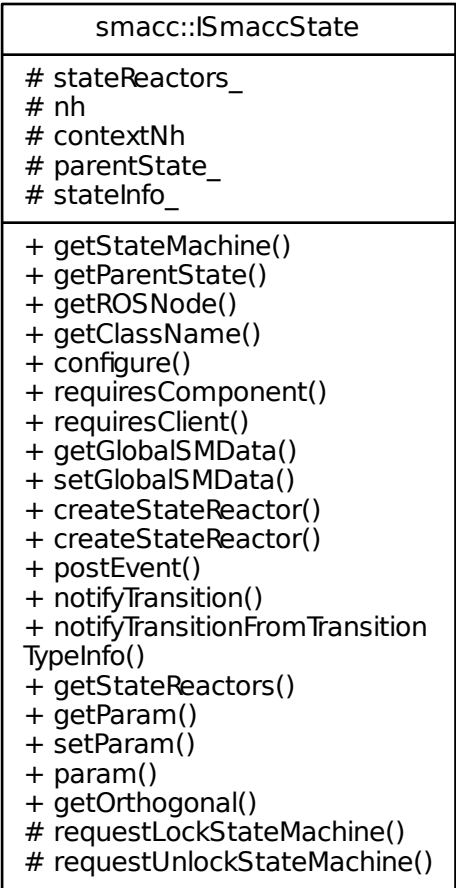 smacc::ISmaccState
# stateReactors_
# nh
# contextNh
# parentState_
# stateInfo_
+ getStateMachine()
+ getParentState()
+ getROSNode()
+ getClassName()
+ configure()
+ requiresComponent()
+ requiresClient()
+ getGlobalSMData()
+ setGlobalSMData()
+ createStateReactor()
+ createStateReactor()
+ postEvent()
+ notifyTransition()
+ notifyTransitionFromTransition
TypeInfo()
+ getStateReactors()
+ getParam()
+ setParam()
+ param()
+ getOrthogonal()
# requestLockStateMachine()
# requestUnlockStateMachine()